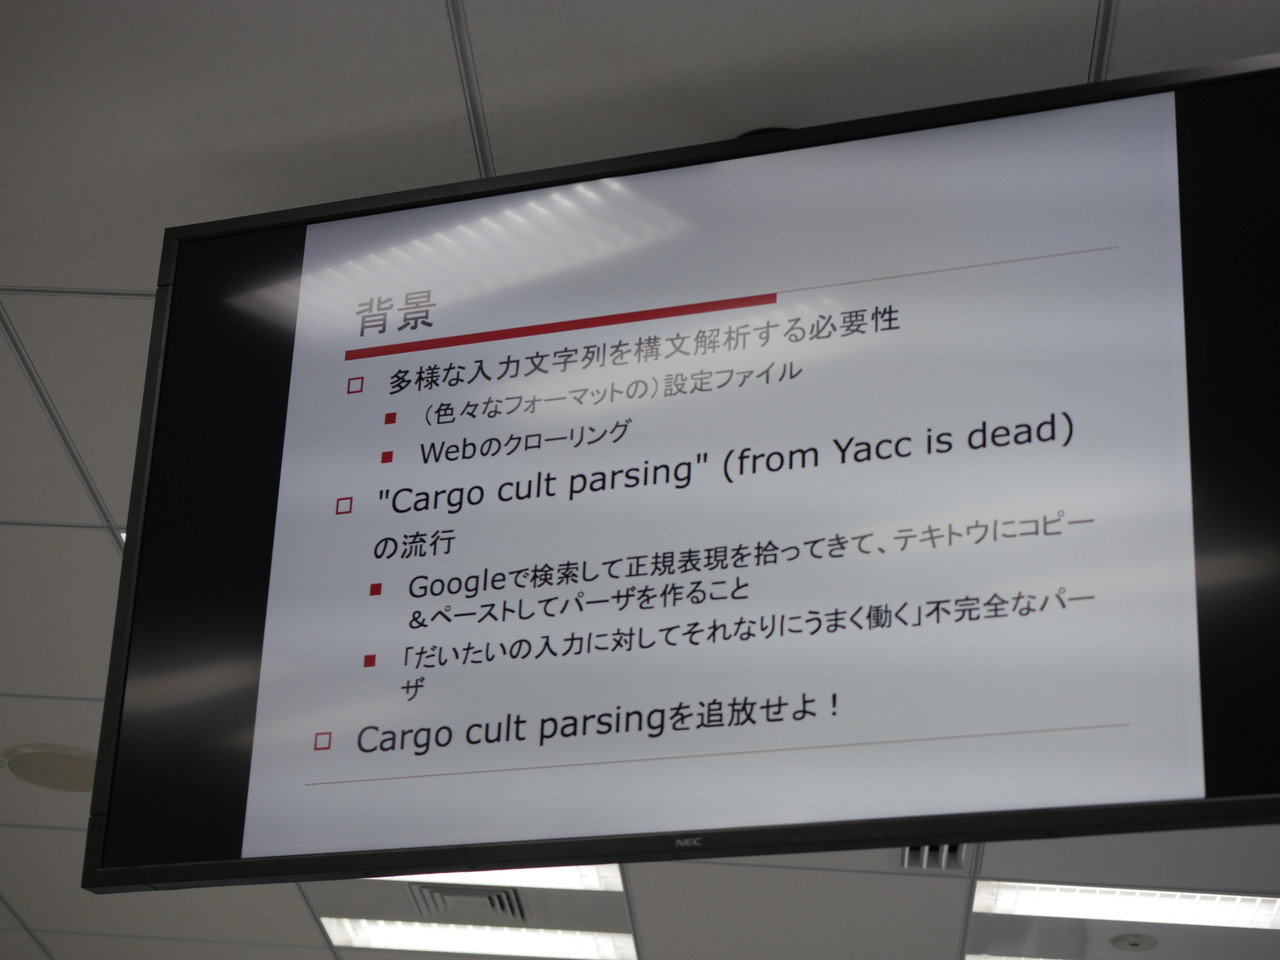 背景
多様な入力文字列を構文解析する必要性
(色々なフォーマットの)設定ファイル
Webのクローリング
"Cargo cult parsing" (from Yacc is dead)
の流行
Googleで検索して正規表現を拾ってきて、テキトウにコピー
&ペーストしてパーザを作ること
「だいたいの入力に対してそれなりにうまく働く」不完全なパー
ザ
Cargo cult parsingを追放せよ！
NEC